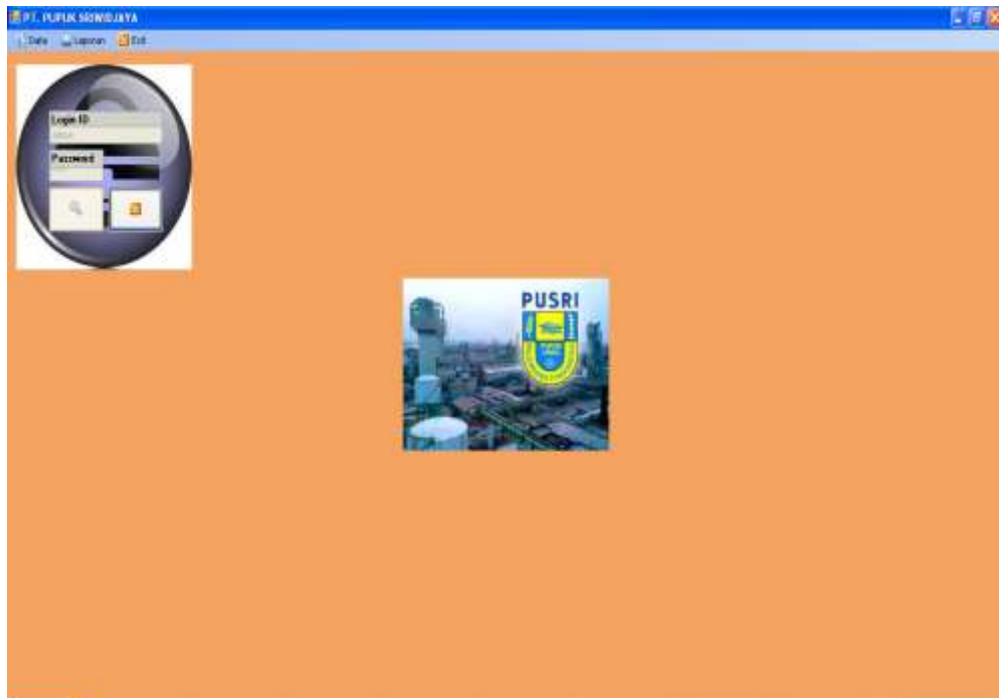 PT. PUPUK SRIWIDJAYA
Data Laporan Exit
Login ID
Password
PUSRI